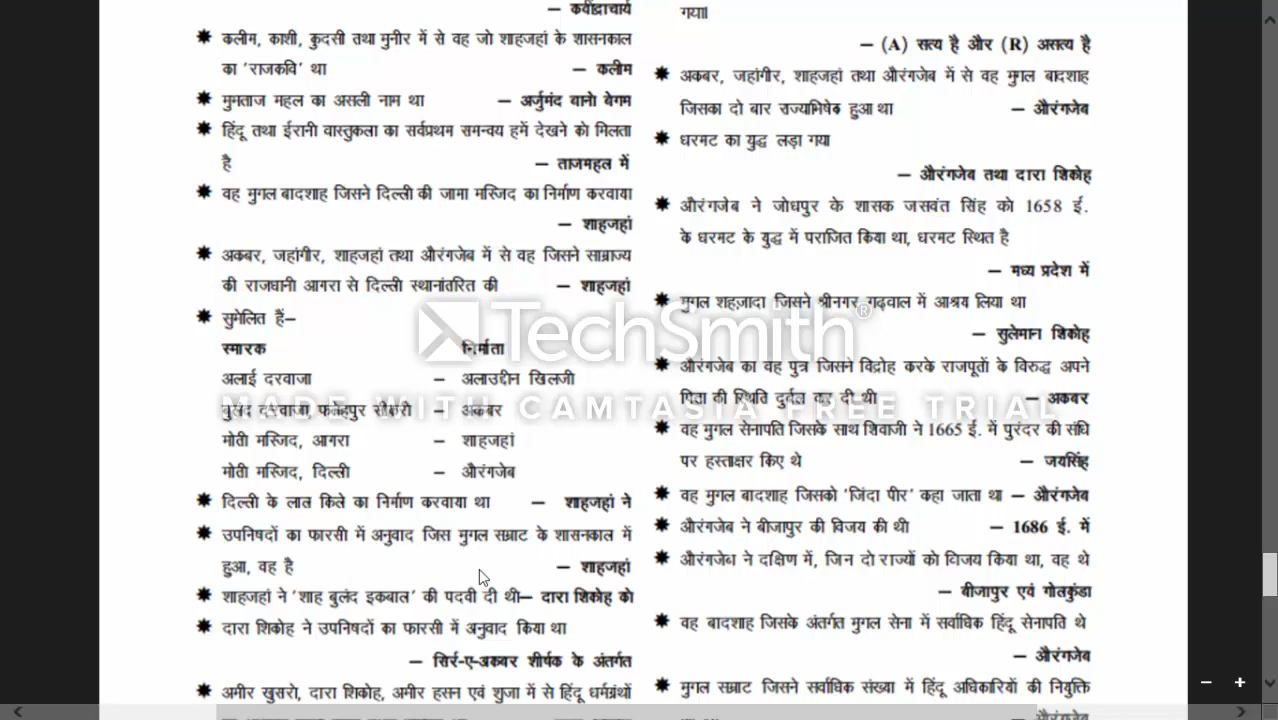 — कवींद्राचार्य
✷ कलीम, काशी, कुदसी तथा मुनीर में से वह जो शाहजहां के शासनकाल
का 'राजकवि' था — कलीम
✷ मुमताज महल का असली नाम था — अर्जुमंद बानो बेगम
✷ हिंदू तथा ईरानी वास्तुकला का सर्वप्रथम समन्वय हमें देखने को मिलता
है — ताजमहल में
✷ वह मुगल बादशाह जिसने दिल्ली की जामा मस्जिद का निर्माण करवाया
— शाहजहां
✷ अकबर, जहांगीर, शाहजहां तथा औरंगजेब में से वह जिसने साम्राज्य
की राजधानी आगरा से दिल्ली स्थानांतरित की — शाहजहां
✷ सुमेलित हैं–
स्मारक निर्माता
अलाई दरवाजा – अलाउद्दीन खिलजी
बुलंद दरवाजा, फतेहपुर सीकरी – अकबर
मोती मस्जिद, आगरा – शाहजहां
मोती मस्जिद, दिल्ली – औरंगजेब
✷ दिल्ली के लाल किले का निर्माण करवाया था — शाहजहां ने
✷ उपनिषदों का फारसी में अनुवाद जिस मुगल सम्राट के शासनकाल में
हुआ, वह है — शाहजहां
✷ शाहजहां ने 'शाह बुलंद इकबाल' की पदवी दी थी— दारा शिकोह को
✷ दारा शिकोह ने उपनिषदों का फारसी में अनुवाद किया था
— सिर्र-ए-अकबर शीर्षक के अंतर्गत
✷ अमीर खुसरो, दारा शिकोह, अमीर हसन एवं शुजा में से हिंदू धर्मग्रंथों
गया॥
— (A) सत्य है और (R) असत्य है
✷ अकबर, जहांगीर, शाहजहां तथा औरंगजेब में से वह मुगल बादशाह
जिसका दो बार राज्याभिषेक हुआ था — औरंगजेब
✷ धरमट का युद्ध लड़ा गया
— औरंगजेब तथा दारा शिकोह
✷ औरंगजेब ने जोधपुर के शासक जसवंत सिंह को 1658 ई.
के धरमट के युद्ध में पराजित किया था, धरमट स्थित है
— मध्य प्रदेश में
✷ मुगल शहज़ादा जिसने श्रीनगर गढ़वाल में आश्रय लिया था
— सुलेमान शिकोह
✷ औरंगजेब का वह पुत्र जिसने विद्रोह करके राजपूतों के विरुद्ध अपने
पिता की स्थिति दुर्बल कर दी थी — अकबर
✷ वह मुगल सेनापति जिसके साथ शिवाजी ने 1665 ई. में पुरंदर की संधि
पर हस्ताक्षर किए थे — जयसिंह
✷ वह मुगल बादशाह जिसको 'जिंदा पीर' कहा जाता था — औरंगजेब
✷ औरंगजेब ने बीजापुर की विजय की थी — 1686 ई. में
✷ औरंगजेब ने दक्षिण में, जिन दो राज्यों को विजय किया था, वह थे
— बीजापुर एवं गोलकुंडा
✷ वह बादशाह जिसके अंतर्गत मुगल सेना में सर्वाधिक हिंदू सेनापति थे
— औरंगजेब
✷ मुगल सम्राट जिसने सर्वाधिक संख्या में हिंदू अधिकारियों की नियुक्ति
— औरंगजेब
TechSmith®
MADE WITH CAMTASIA FREE TRIAL